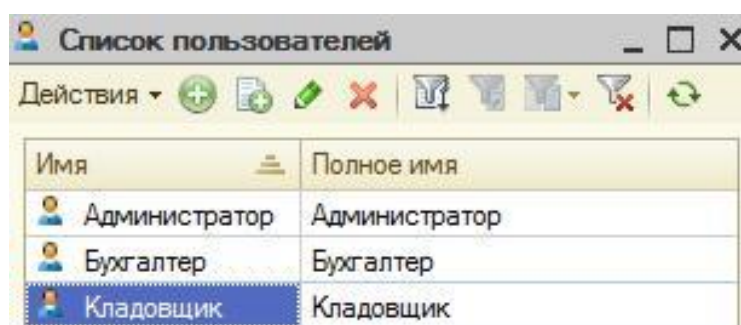 Список пользователей
Действия
Имя Полное имя
Администратор Администратор
Бухгалтер Бухгалтер
Кладовщик Кладовщик